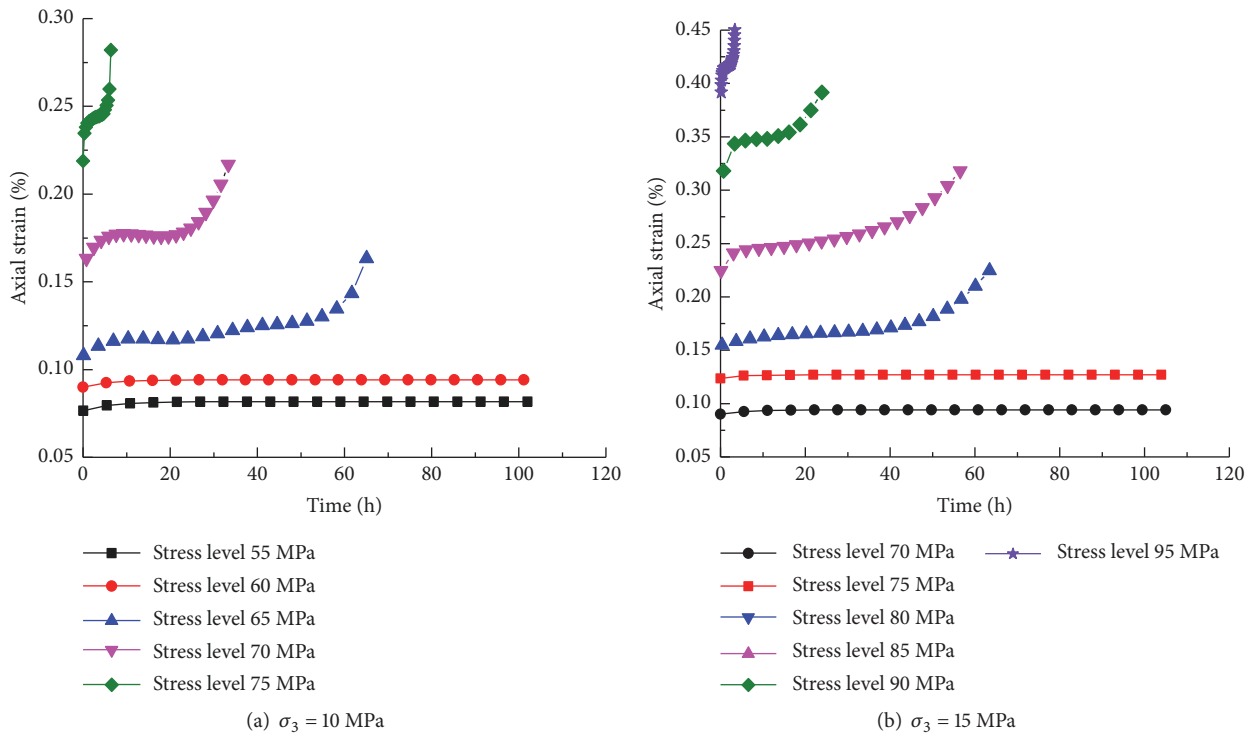 0.30
0.25
0.20
0.15
0.10
0.05
Axial strain (%)
0
20
40
60
80
100
120
Time (h)
Stress level 55 MPa
Stress level 60 MPa
Stress level 65 MPa
Stress level 70 MPa
Stress level 75 MPa
(a) σ₃ = 10 MPa
0.45
0.40
0.35
0.30
0.25
0.20
0.15
0.10
0.05
Axial strain (%)
0
20
40
60
80
100
120
Time (h)
Stress level 70 MPa
Stress level 95 MPa
Stress level 75 MPa
Stress level 80 MPa
Stress level 85 MPa
Stress level 90 MPa
(b) σ₃ = 15 MPa